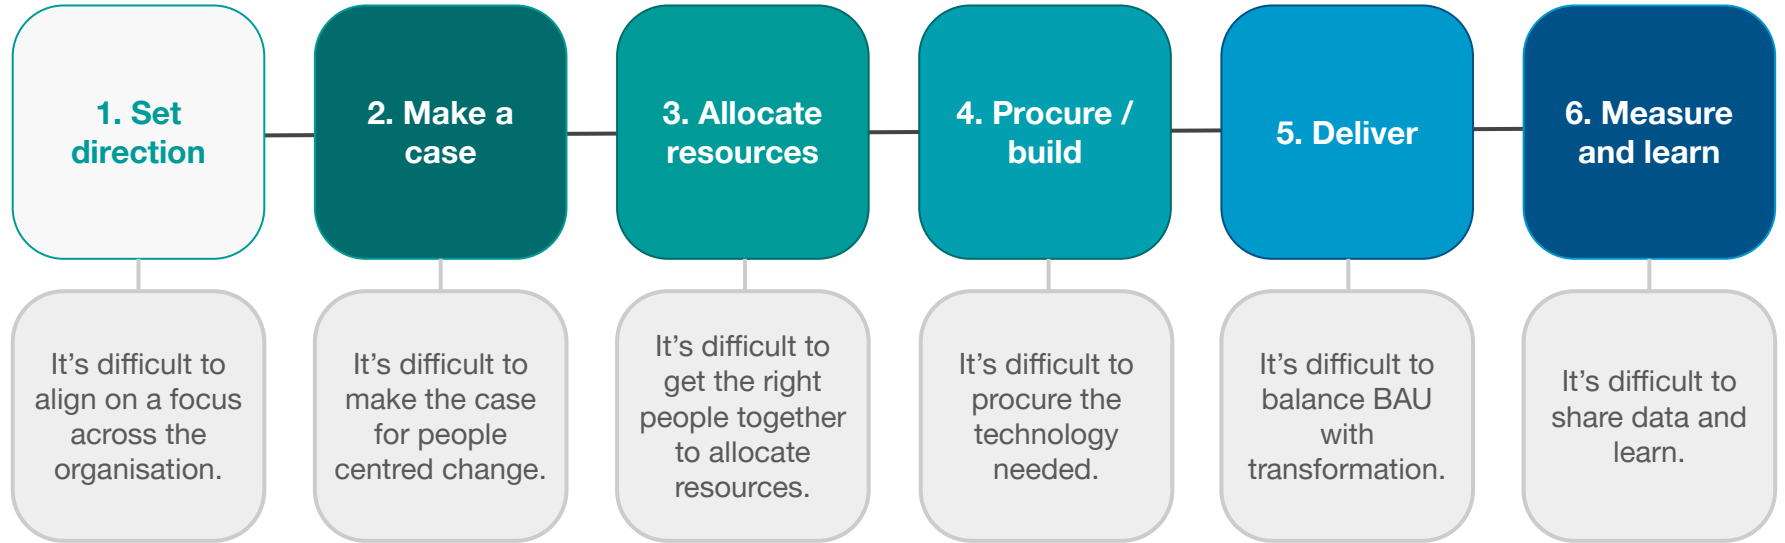 1. Set
direction
2. Make a
case
3. Allocate
resources
4. Procure /
build
5. Deliver
6. Measure
and learn
It’s difficult to
align on a focus
across the
organisation.
It’s difficult to
make the case
for people
centred change.
It’s difficult to
get the right
people together
to allocate
resources.
It’s difficult to
procure the
technology
needed.
It’s difficult to
balance BAU
with
transformation.
It’s difficult to
share data and
learn.